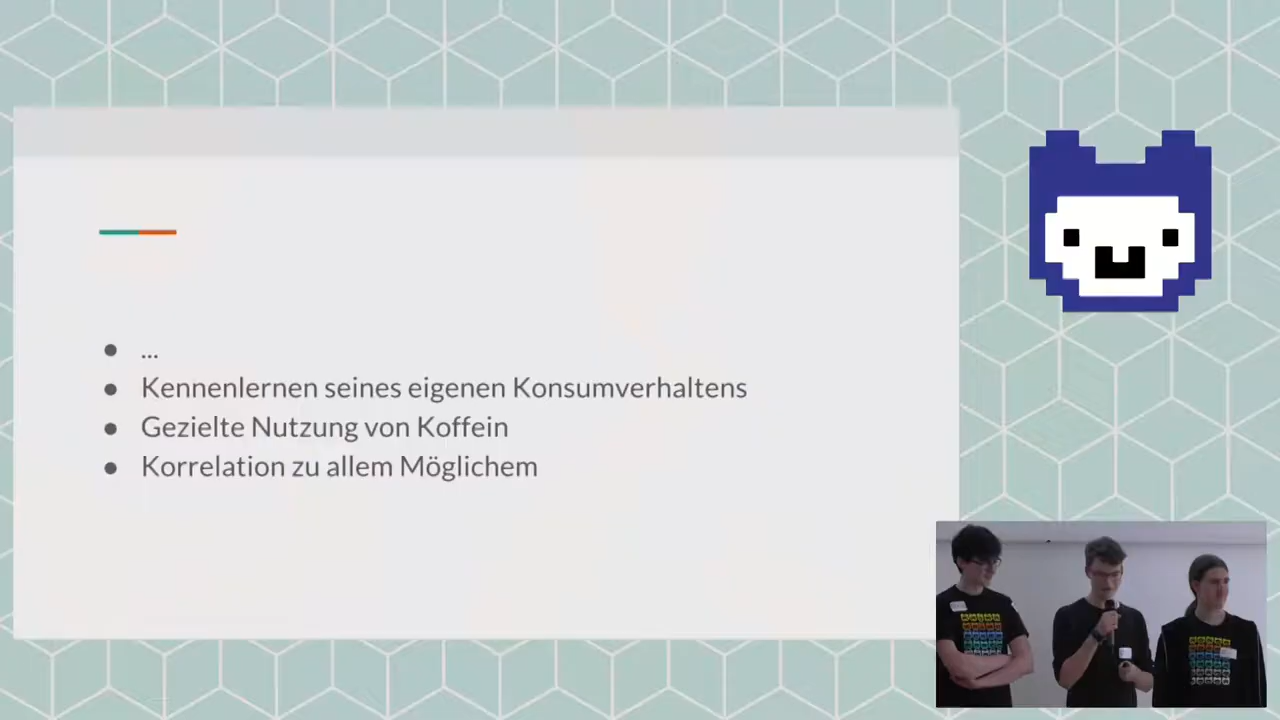 ...
Kennenlernen seines eigenen Konsumverhaltens
Gezielte Nutzung von Koffein
Korrelation zu allem Möglichem